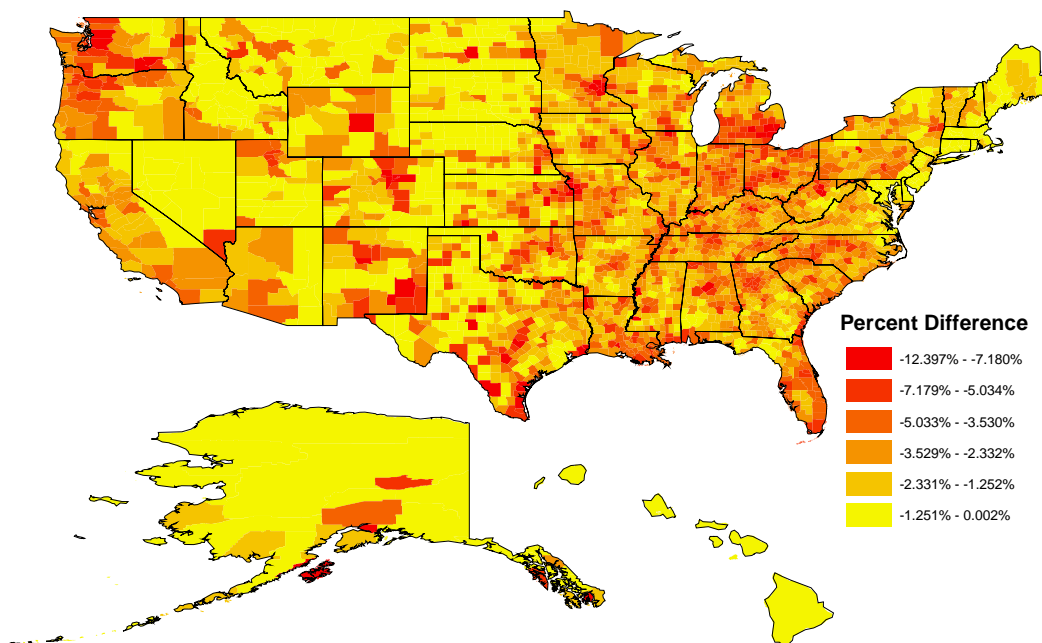 Percent Difference
-12.397% - -7.180%
-7.179% - -5.034%
-5.033% - -3.530%
-3.529% - -2.332%
-2.331% - -1.252%
-1.251% - 0.002%